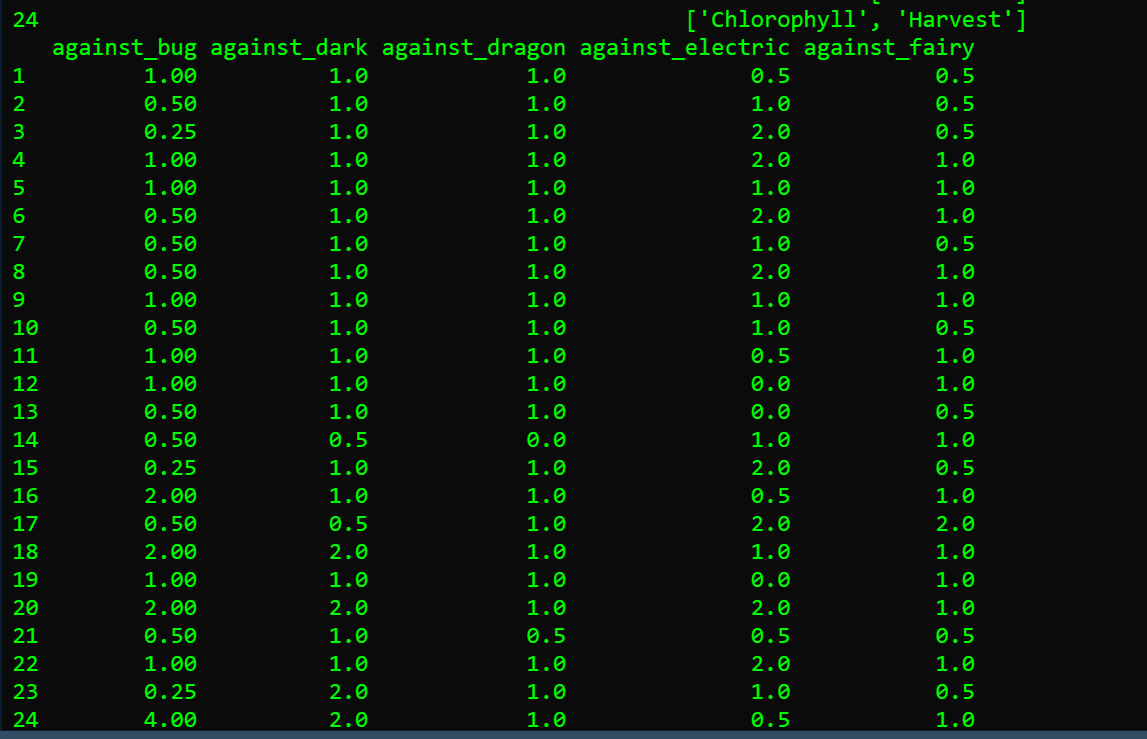 24 ['Chlorophyll', 'Harvest']
against_bug against_dark against_dragon against_electric against_fairy
1 1.00 1.0 1.0 0.5 0.5
2 0.50 1.0 1.0 1.0 0.5
3 0.25 1.0 1.0 2.0 0.5
4 1.00 1.0 1.0 2.0 1.0
5 1.00 1.0 1.0 1.0 1.0
6 0.50 1.0 1.0 2.0 1.0
7 0.50 1.0 1.0 1.0 0.5
8 0.50 1.0 1.0 2.0 1.0
9 1.00 1.0 1.0 1.0 1.0
10 0.50 1.0 1.0 1.0 0.5
11 1.00 1.0 1.0 0.5 1.0
12 1.00 1.0 1.0 0.0 1.0
13 0.50 1.0 1.0 0.0 0.5
14 0.50 0.5 0.0 1.0 1.0
15 0.25 1.0 1.0 2.0 0.5
16 2.00 1.0 1.0 0.5 1.0
17 0.50 0.5 1.0 2.0 2.0
18 2.00 2.0 1.0 1.0 1.0
19 1.00 1.0 1.0 0.0 1.0
20 2.00 2.0 1.0 2.0 1.0
21 0.50 1.0 0.5 0.5 0.5
22 1.00 1.0 1.0 2.0 1.0
23 0.25 2.0 1.0 1.0 0.5
24 4.00 2.0 1.0 0.5 1.0